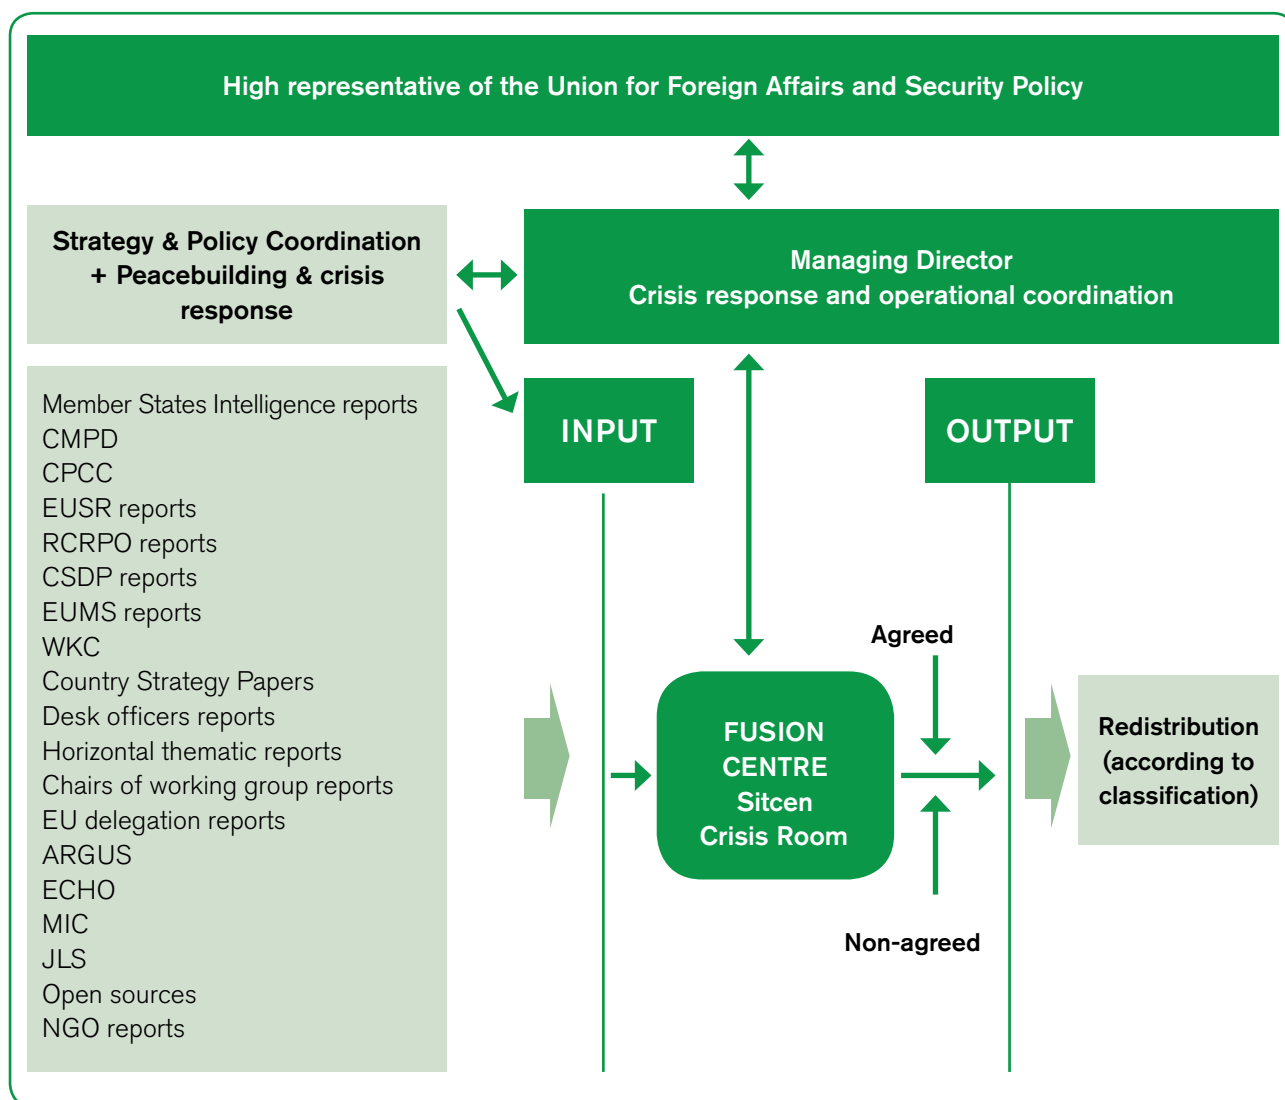 High representative of the Union for Foreign Affairs and Security Policy
Strategy & Policy Coordination
+ Peacebuilding & crisis
response
Managing Director
Crisis response and operational coordination
Member States Intelligence reports
CMPD
CPCC
EUSR reports
RCRPO reports
CSDP reports
EUMS reports
WKC
Country Strategy Papers
Desk officers reports
Horizontal thematic reports
Chairs of working group reports
EU delegation reports
ARGUS
ECHO
MIC
JLS
Open sources
NGO reports
INPUT
OUTPUT
FUSION
CENTRE
Sitcen
Crisis Room
Agreed
Non-agreed
Redistribution
(according to
classification)